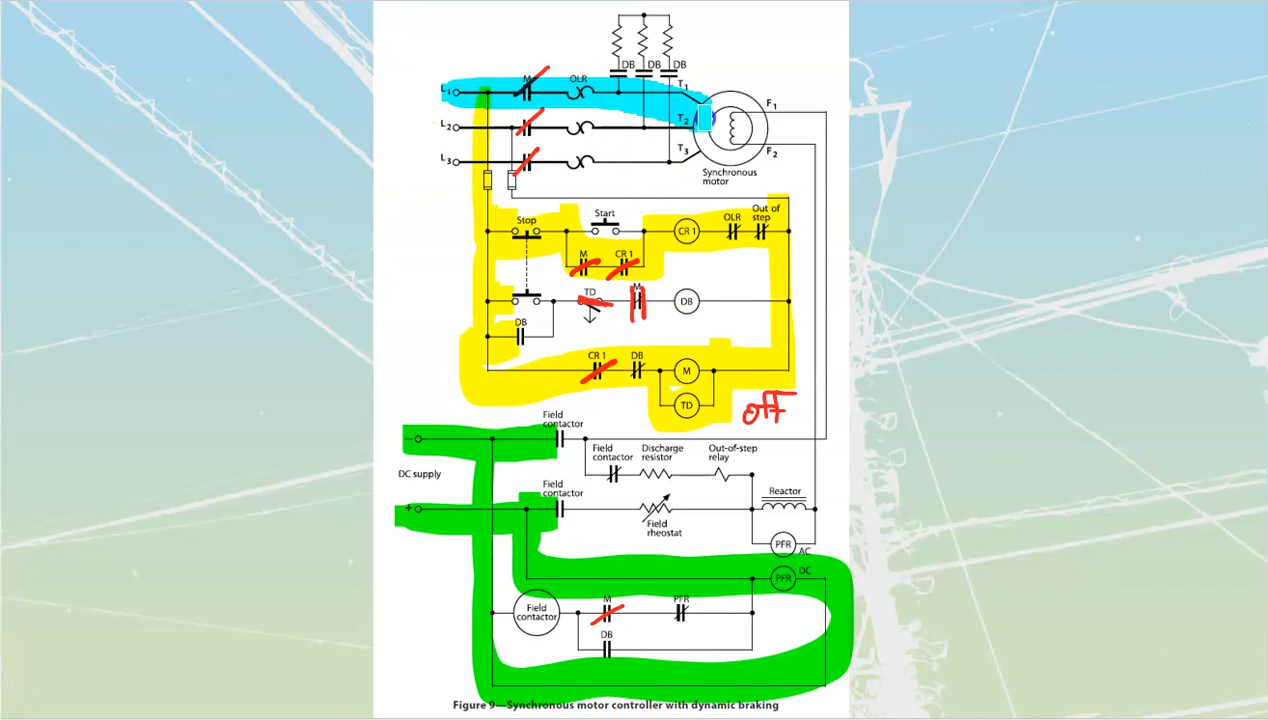 DB DB DB
M OLR T1
L1
F1
L2 T2
L3 T3 F2
Synchronous
motor
Stop Start OLR Out of
step
CR 1
M CR 1
TD M
DB
DB
CR 1 DB M
TD OFF
Field
contactor
−
Field
contactor Discharge
resistor Out-of-step
relay
DC supply
Field
contactor Reactor
+
Field
rheostat
PFR AC
PFR DC
Field
contactor M PFR
DB
Figure 9—Synchronous motor controller with dynamic braking